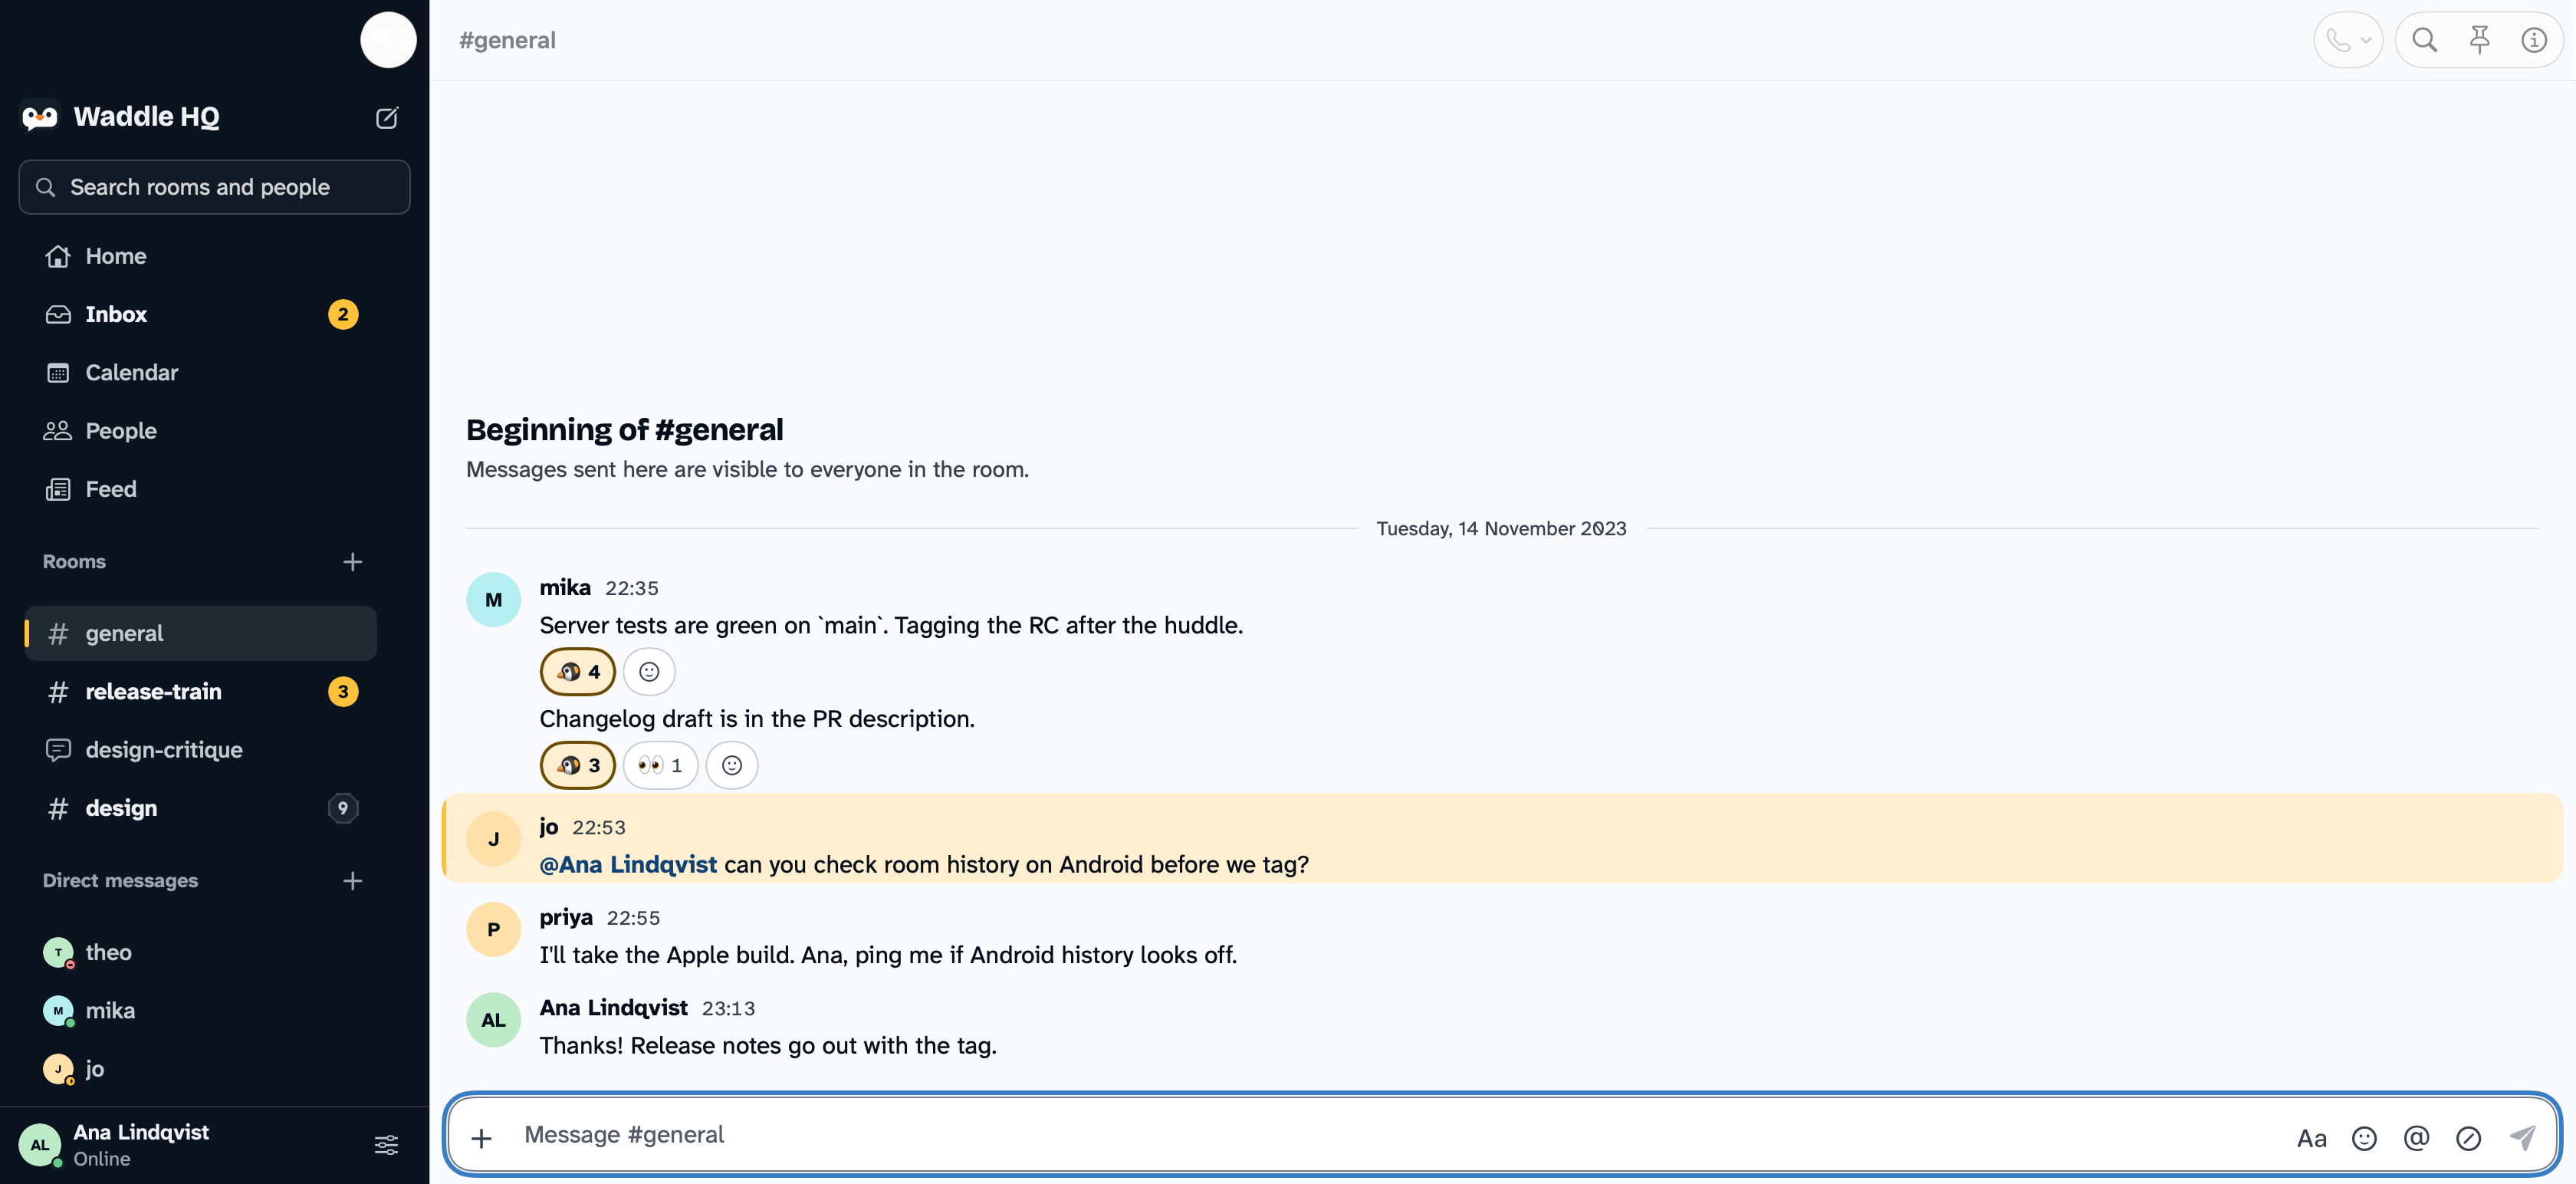 Waddle HQ
Search rooms and people
Home
Inbox 2
Calendar
People
Feed
Rooms
# general
# release-train 3
design-critique
# design 9
Direct messages
T theo
M mika
J jo
AL Ana Lindqvist
Online
#general
Beginning of #general
Messages sent here are visible to everyone in the room.
Tuesday, 14 November 2023
M mika 22:35
Server tests are green on `main`. Tagging the RC after the huddle.
🐧 4
Changelog draft is in the PR description.
🐧 3 👀 1
J jo 22:53
@Ana Lindqvist can you check room history on Android before we tag?
P priya 22:55
I'll take the Apple build. Ana, ping me if Android history looks off.
AL Ana Lindqvist 23:13
Thanks! Release notes go out with the tag.
Message #general
Aa @